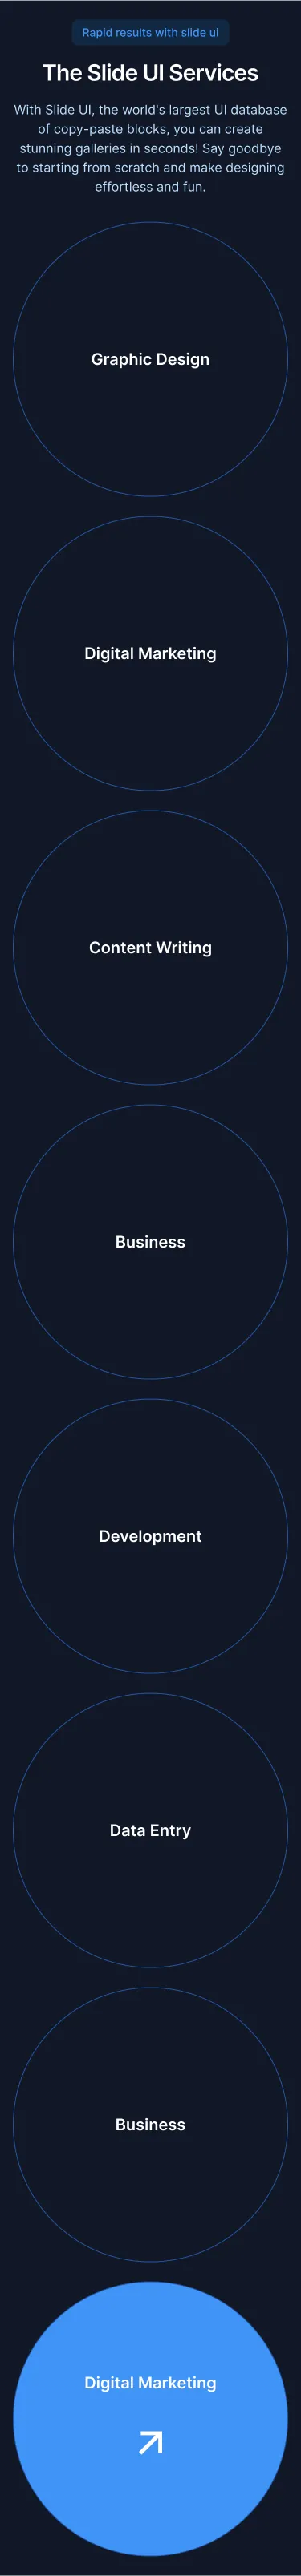 Rapid results with slide ui
The Slide UI Services
With Slide UI, the world's largest UI database
of copy-paste blocks, you can create
stunning galleries in seconds! Say goodbye
to starting from scratch and make designing
effortless and fun.
Graphic Design
Digital Marketing
Content Writing
Business
Development
Data Entry
Business
Digital Marketing